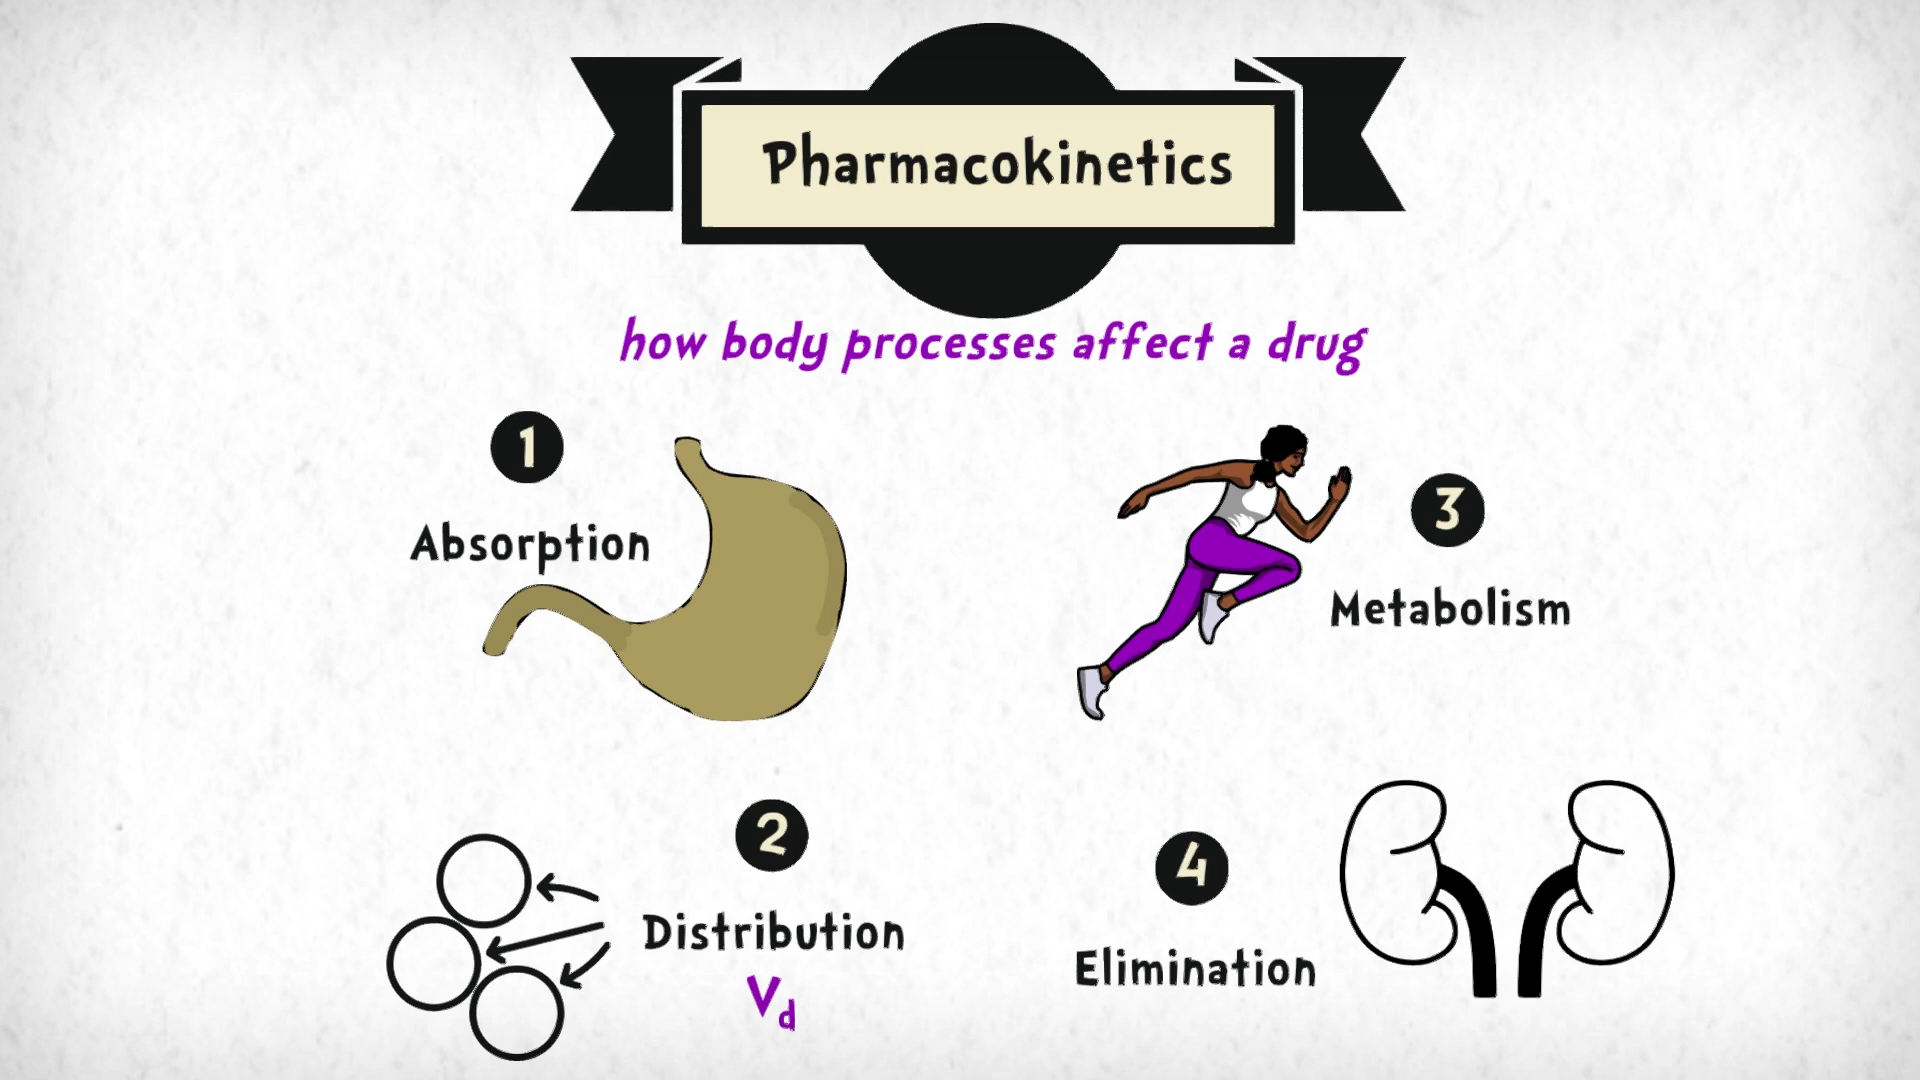 Pharmacokinetics
how body processes affect a drug
1
Absorption
2
Distribution
Vd
3
Metabolism
4
Elimination